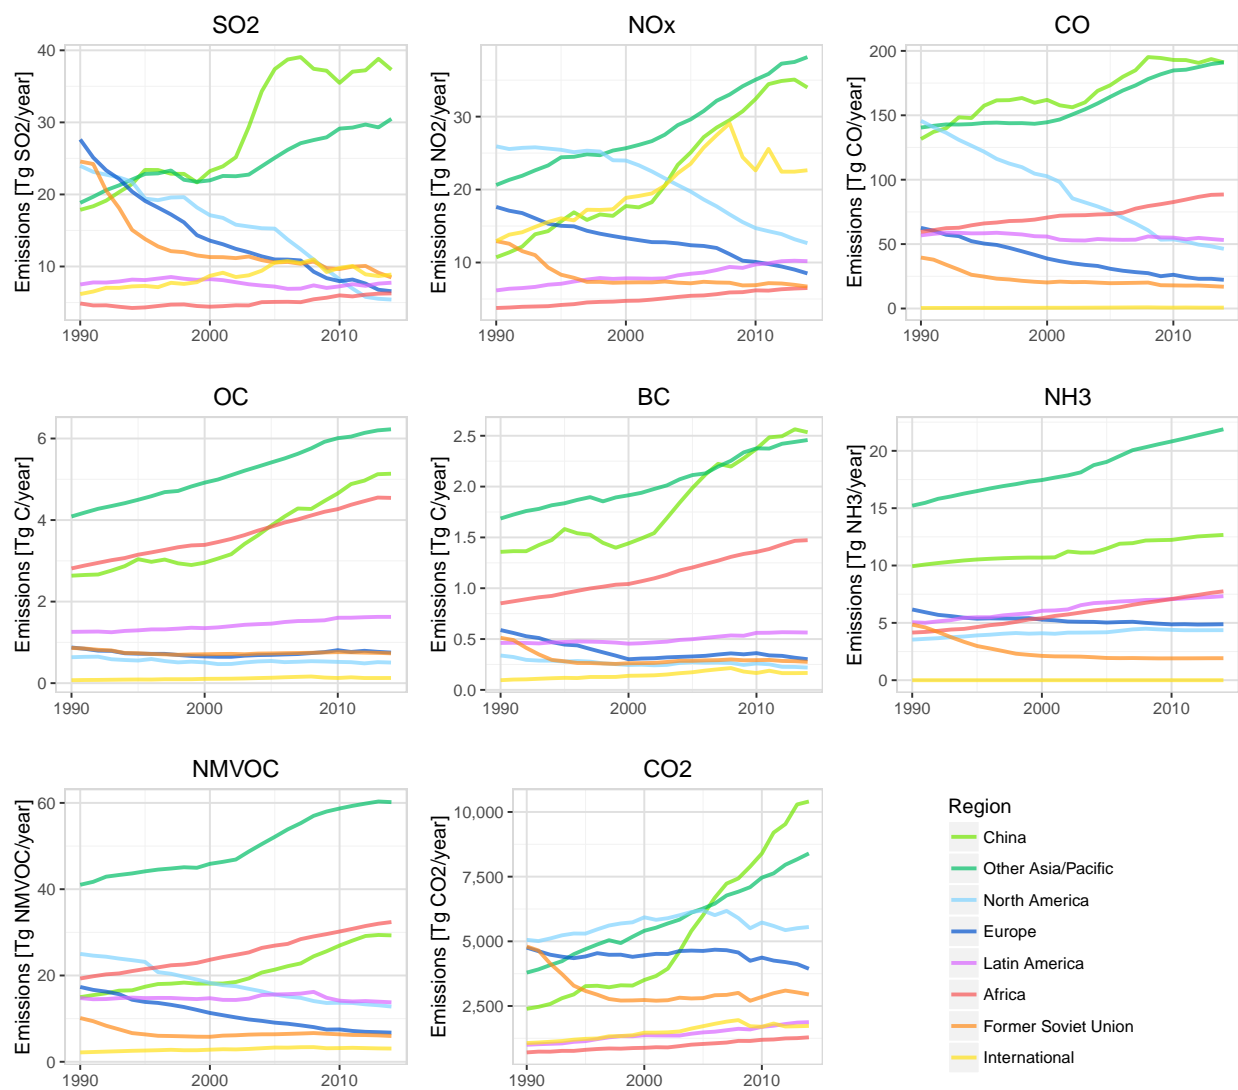 SO2
Emissions [Tg SO2/year]
40
30
20
10
1990
2000
2010
NOx
Emissions [Tg NO2/year]
30
20
10
1990
2000
2010
CO
Emissions [Tg CO/year]
200
150
100
50
0
1990
2000
2010
OC
Emissions [Tg C/year]
6
4
2
0
1990
2000
2010
BC
Emissions [Tg C/year]
2.5
2.0
1.5
1.0
0.5
0.0
1990
2000
2010
NH3
Emissions [Tg NH3/year]
20
15
10
5
0
1990
2000
2010
NMVOC
Emissions [Tg NMVOC/year]
60
40
20
0
1990
2000
2010
CO2
Emissions [Tg CO2/year]
10,000
7,500
5,000
2,500
1990
2000
2010
Region
China
Other Asia/Pacific
North America
Europe
Latin America
Africa
Former Soviet Union
International